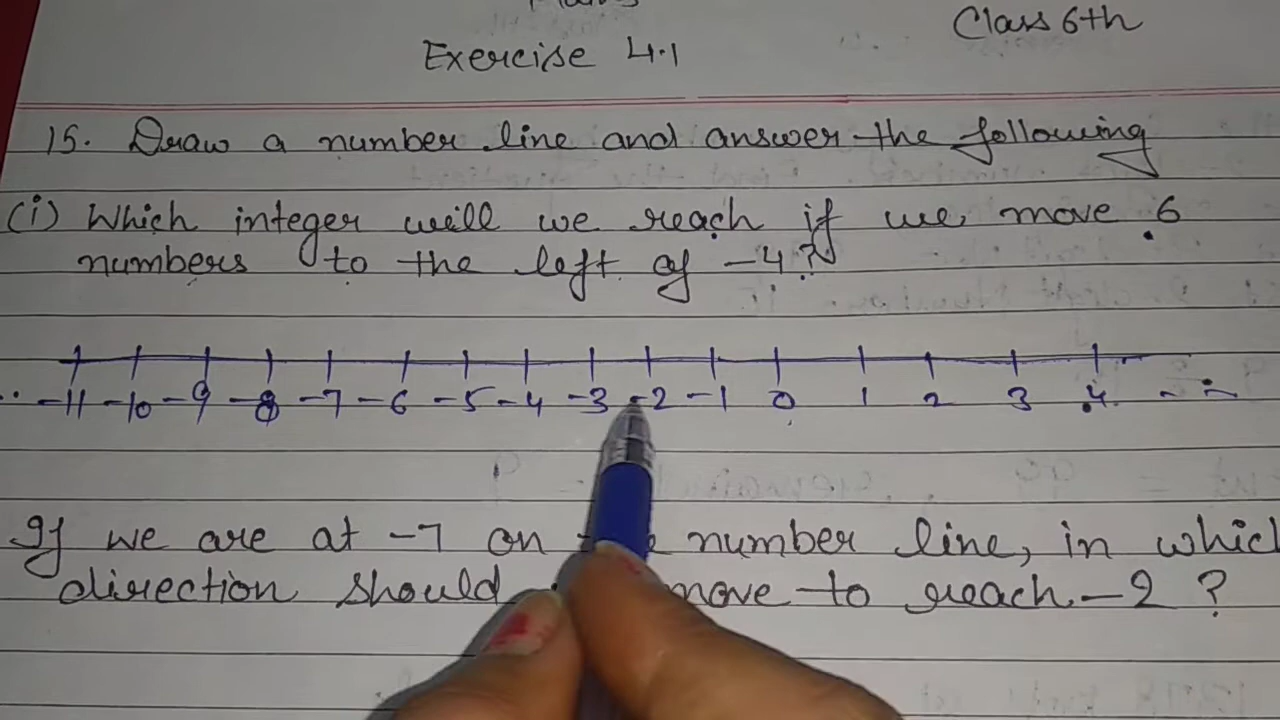 Class 6th
Exercise 4.1
15. Draw a number line and answer the following
(i) Which integer will we reach if we move 6
numbers to the left of -4?
-11 -10 -9 -8 -7 -6 -5 -4 -3 -2 -1 0 1 2 3 4
If we are at -7 on number line, in which
direction should move to reach -2 ?